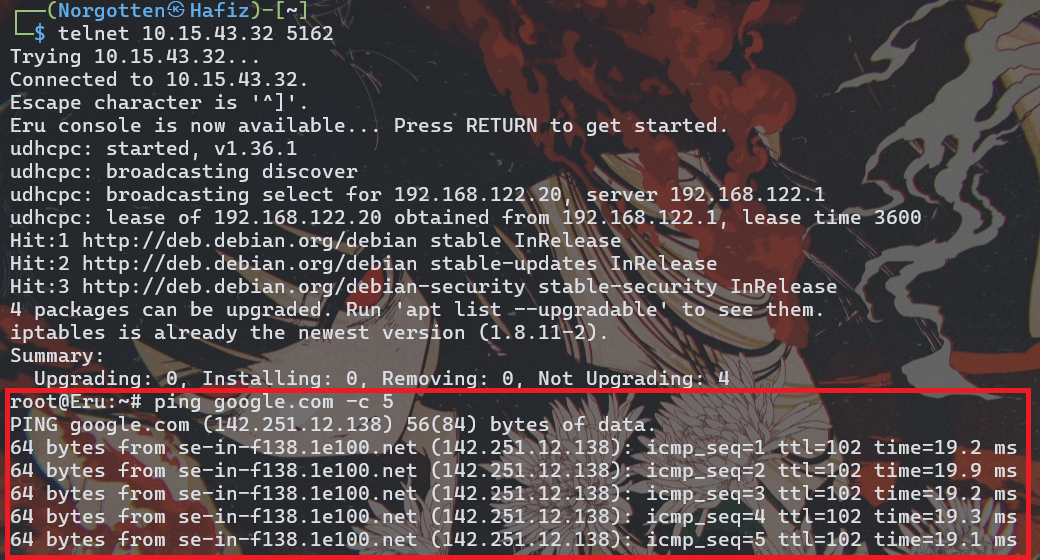 ┌──(Norgotten㉿Hafiz)-[~]
└─$ telnet 10.15.43.32 5162
Trying 10.15.43.32...
Connected to 10.15.43.32.
Escape character is '^]'.
Eru console is now available... Press RETURN to get started.
udhcpc: started, v1.36.1
udhcpc: broadcasting discover
udhcpc: broadcasting select for 192.168.122.20, server 192.168.122.1
udhcpc: lease of 192.168.122.20 obtained from 192.168.122.1, lease time 3600
Hit:1 http://deb.debian.org/debian stable InRelease
Hit:2 http://deb.debian.org/debian stable-updates InRelease
Hit:3 http://deb.debian.org/debian-security stable-security InRelease
4 packages can be upgraded. Run 'apt list --upgradable' to see them.
iptables is already the newest version (1.8.11-2).
Summary:
  Upgrading: 0, Installing: 0, Removing: 0, Not Upgrading: 4
root@Eru:~# ping google.com -c 5
PING google.com (142.251.12.138) 56(84) bytes of data.
64 bytes from se-in-f138.1e100.net (142.251.12.138): icmp_seq=1 ttl=102 time=19.2 ms
64 bytes from se-in-f138.1e100.net (142.251.12.138): icmp_seq=2 ttl=102 time=19.9 ms
64 bytes from se-in-f138.1e100.net (142.251.12.138): icmp_seq=3 ttl=102 time=19.2 ms
64 bytes from se-in-f138.1e100.net (142.251.12.138): icmp_seq=4 ttl=102 time=19.3 ms
64 bytes from se-in-f138.1e100.net (142.251.12.138): icmp_seq=5 ttl=102 time=19.1 ms